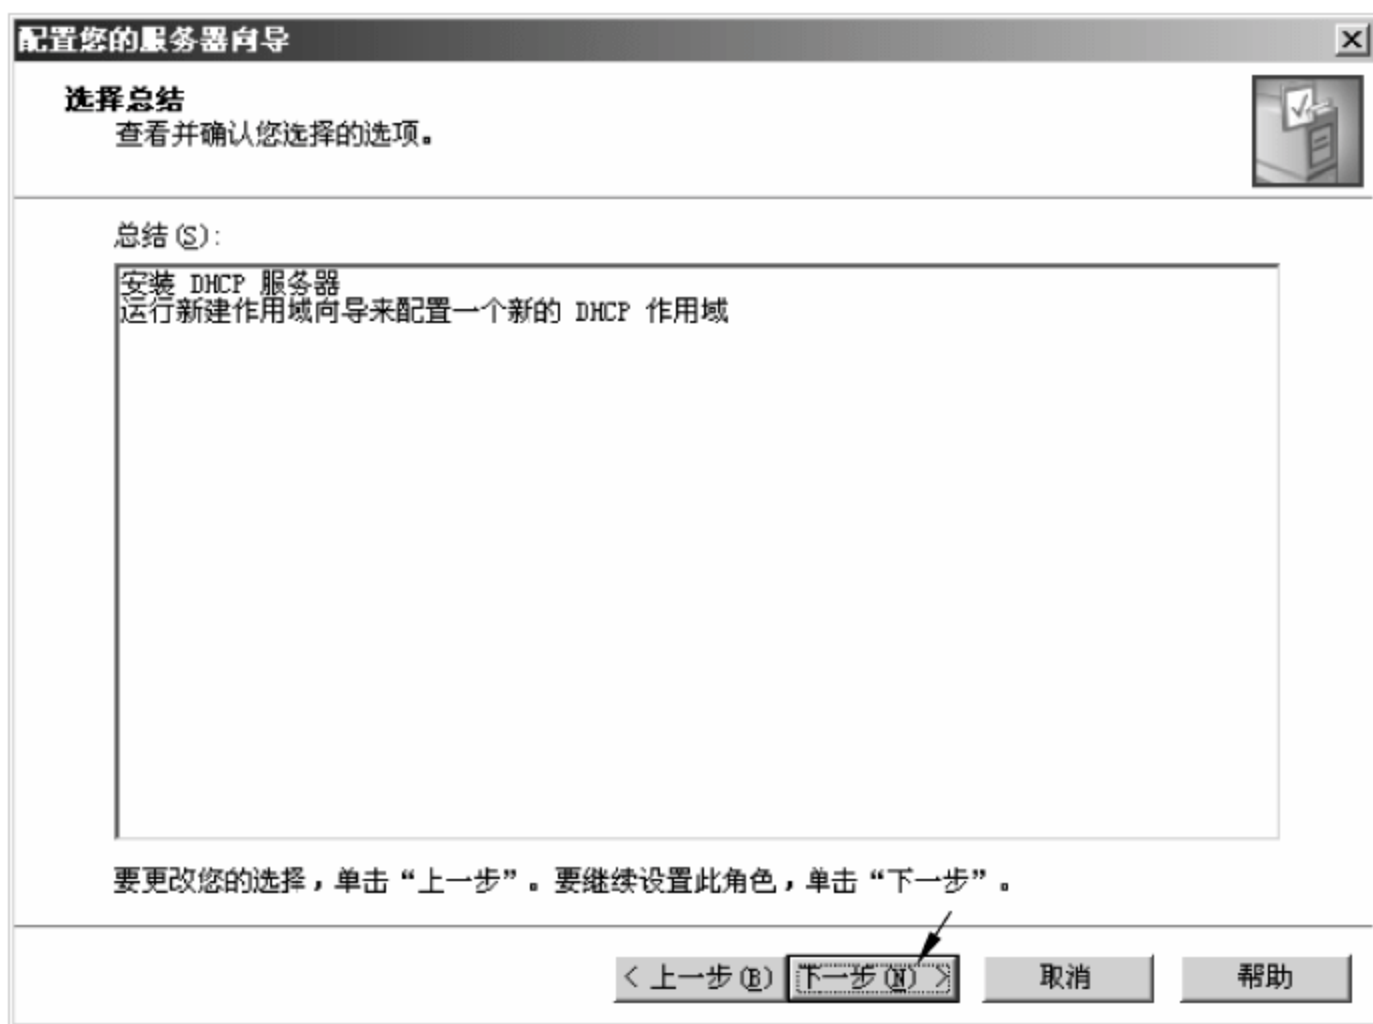 配置您的服务器向导
选择总结
查看并确认您选择的选项。
总结(S):
安装 DHCP 服务器
运行新建作用域向导来配置一个新的 DHCP 作用域
要更改您的选择，单击“上一步”。要继续设置此角色，单击“下一步”。
< 上一步(B)
下一步(N) >
取消
帮助